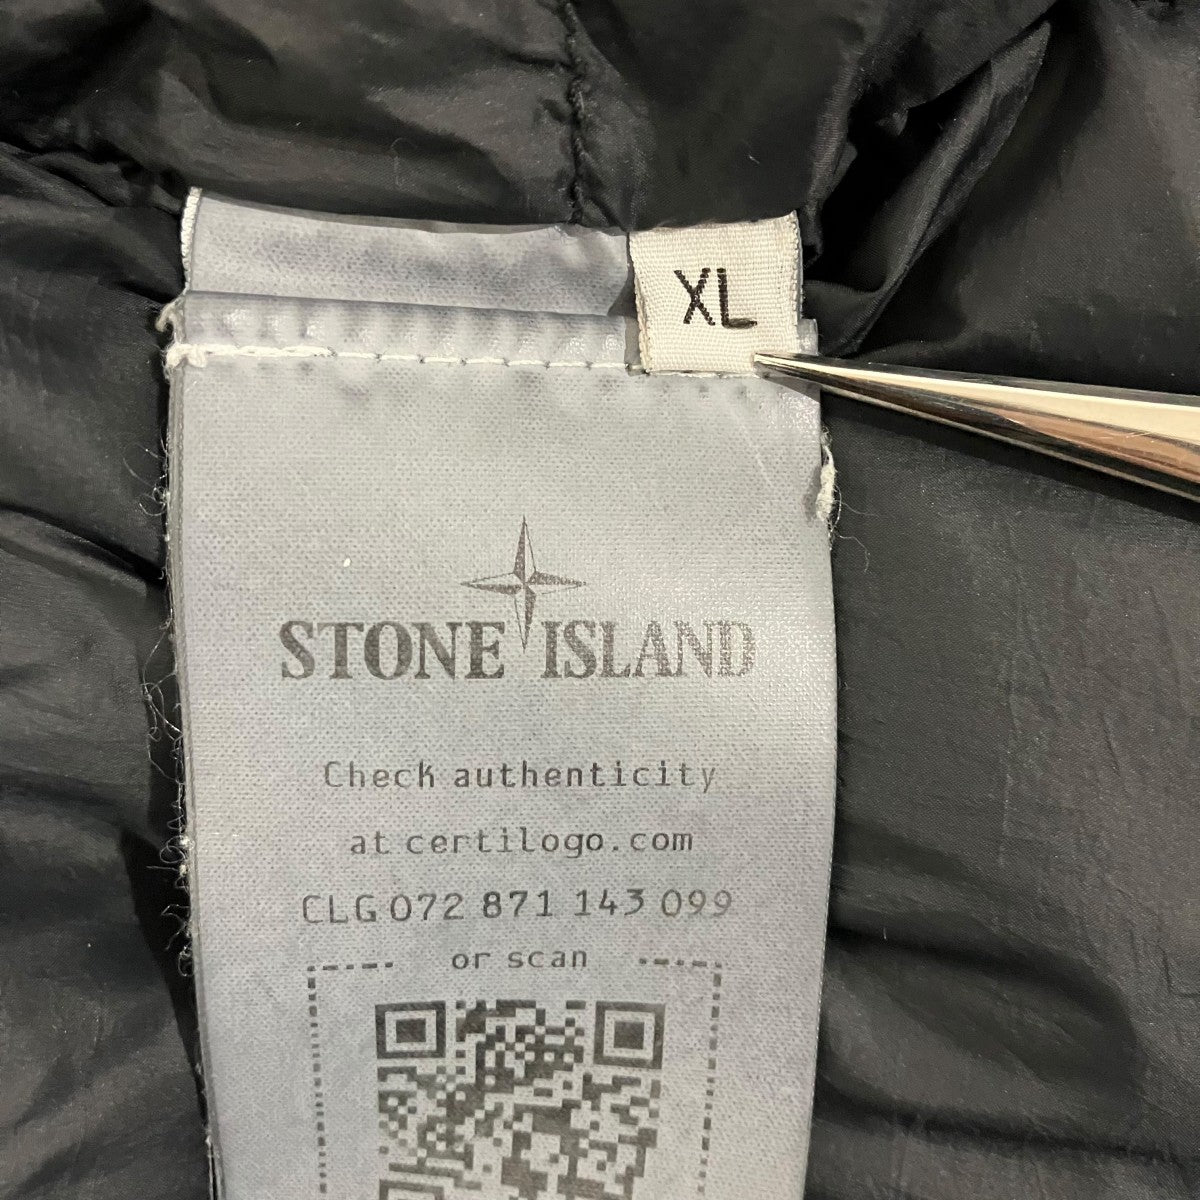 XL
STONE ISLAND
Check authenticity
at certilogo.com
CLG 072 871 143 099
or scan